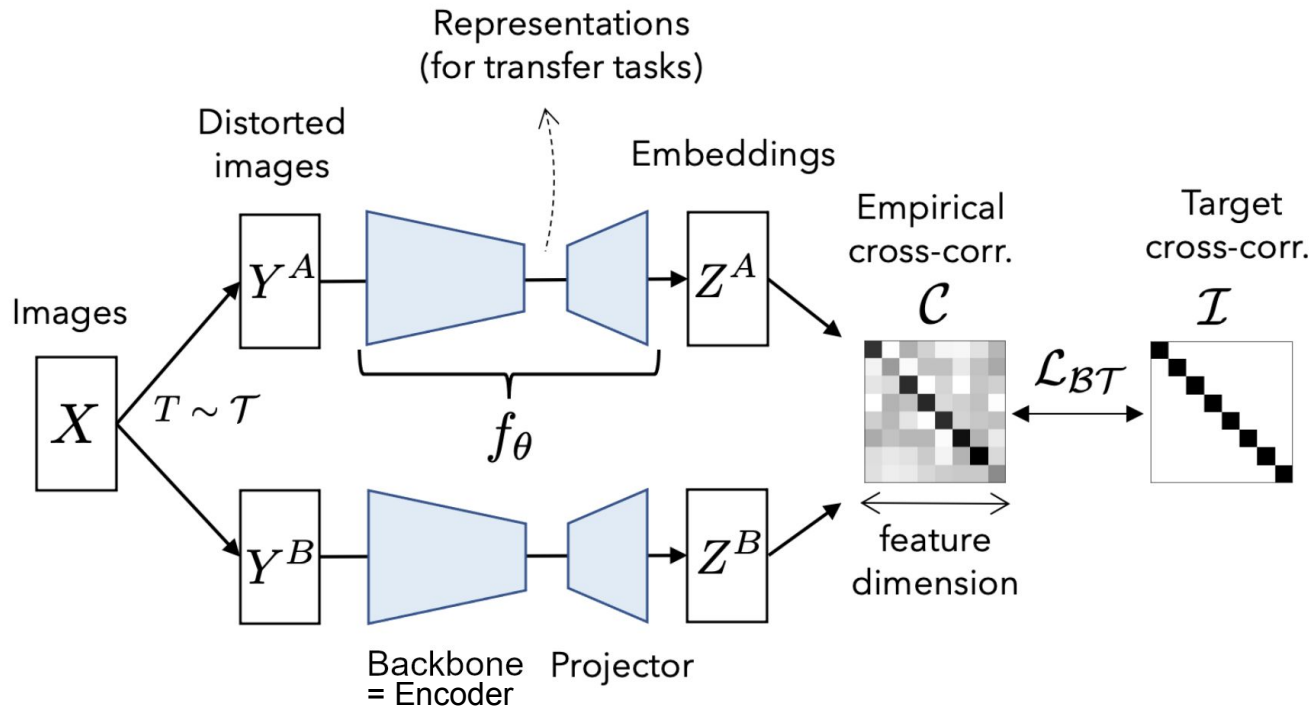 Representations
(for transfer tasks)
Distorted
images
Embeddings
Empirical
cross-corr.
Target
cross-corr.
Images
Y^A
Z^A
𝒞
ℐ
X
T ∼ 𝒯
f_θ
ℒ_ℬ𝒯
Y^B
Z^B
feature
dimension
Backbone
= Encoder
Projector